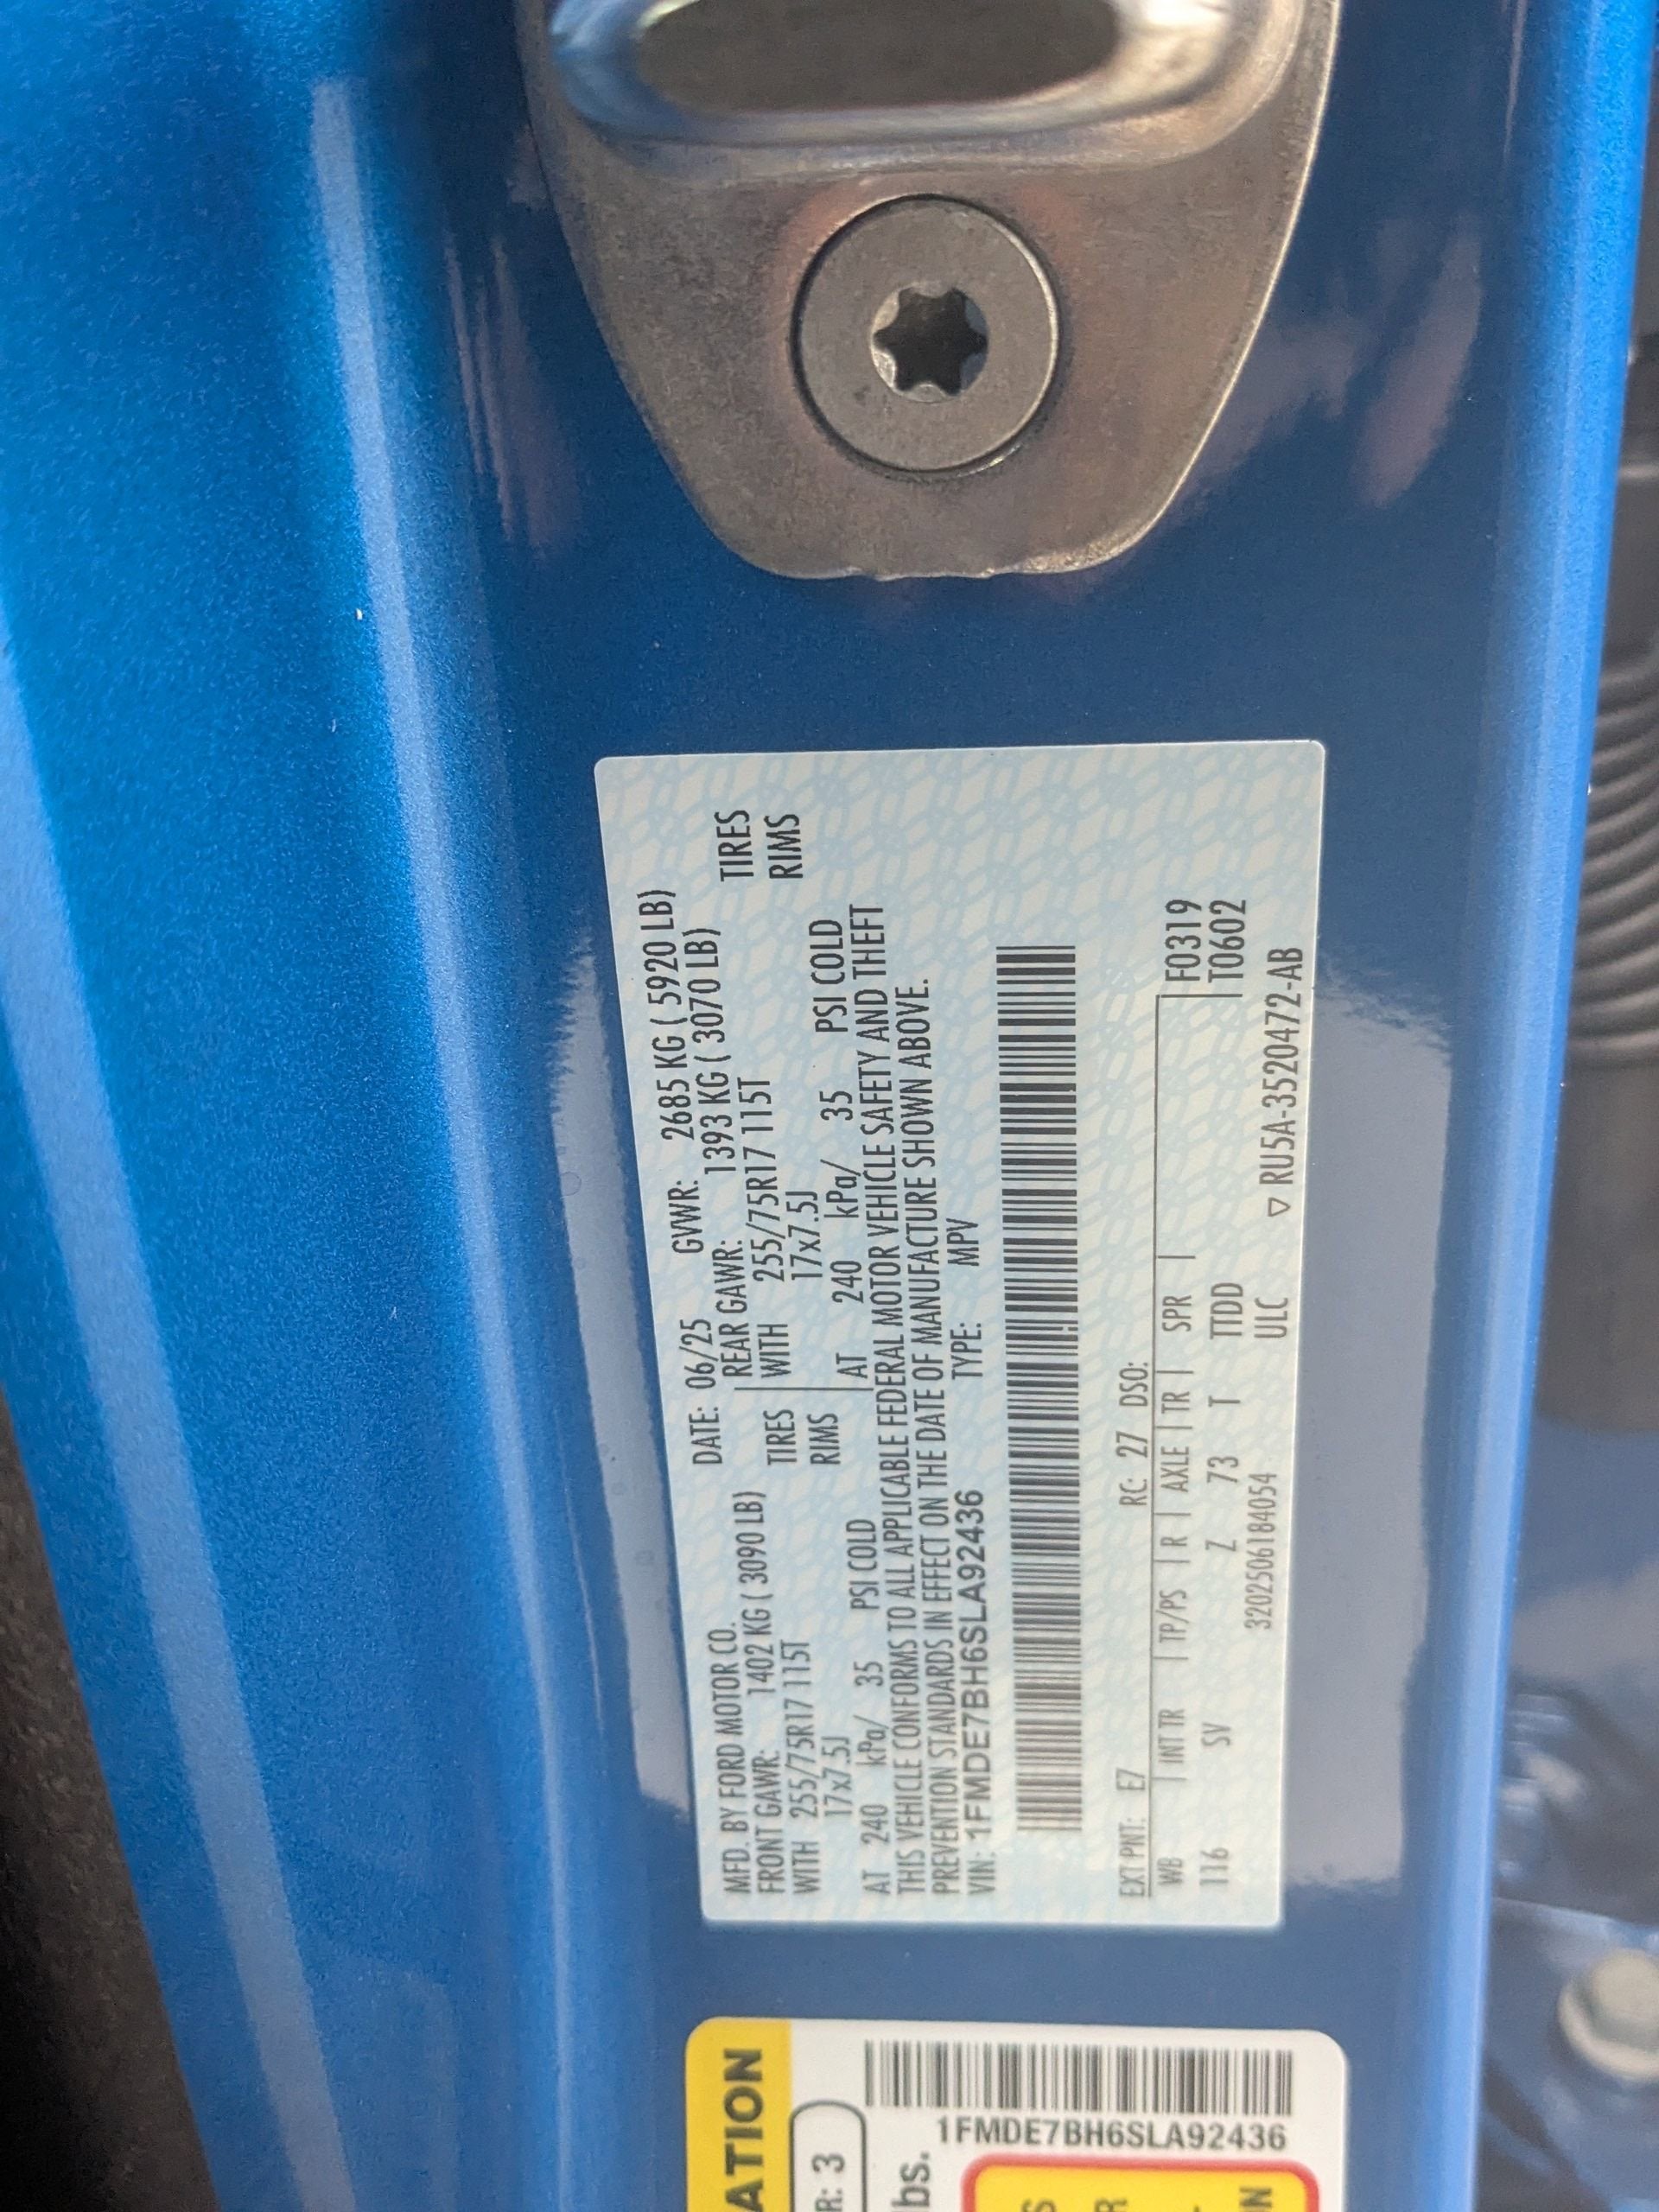 MFD. BY FORD MOTOR CO. DATE: 06/25 GVWR: 2685 KG ( 5920 LB)
FRONT GAWR: 1402 KG ( 3090 LB) REAR GAWR: 1393 KG ( 3070 LB)
WITH 255/75R17 115T TIRES WITH 255/75R17 115T TIRES
17x7.5J RIMS 17x7.5J RIMS
AT 240 kPa/ 35 PSI COLD AT 240 kPa/ 35 PSI COLD
THIS VEHICLE CONFORMS TO ALL APPLICABLE FEDERAL MOTOR VEHICLE SAFETY AND THEFT
PREVENTION STANDARDS IN EFFECT ON THE DATE OF MANUFACTURE SHOWN ABOVE.
VIN: 1FMDE7BH6SLA92436 TYPE: MPV
EXT PNT: E7 RC: 27 DSO:
WB | INT TR | TP/PS | R | AXLE | TR | SPR | F0319
116 SV Z 73 T TTDD T0602
320250618405​4 ULC ▽ RU5A-3520472-AB
ATION
R: 3
bs.
1FMDE7BH6SLA92436
S
R
N